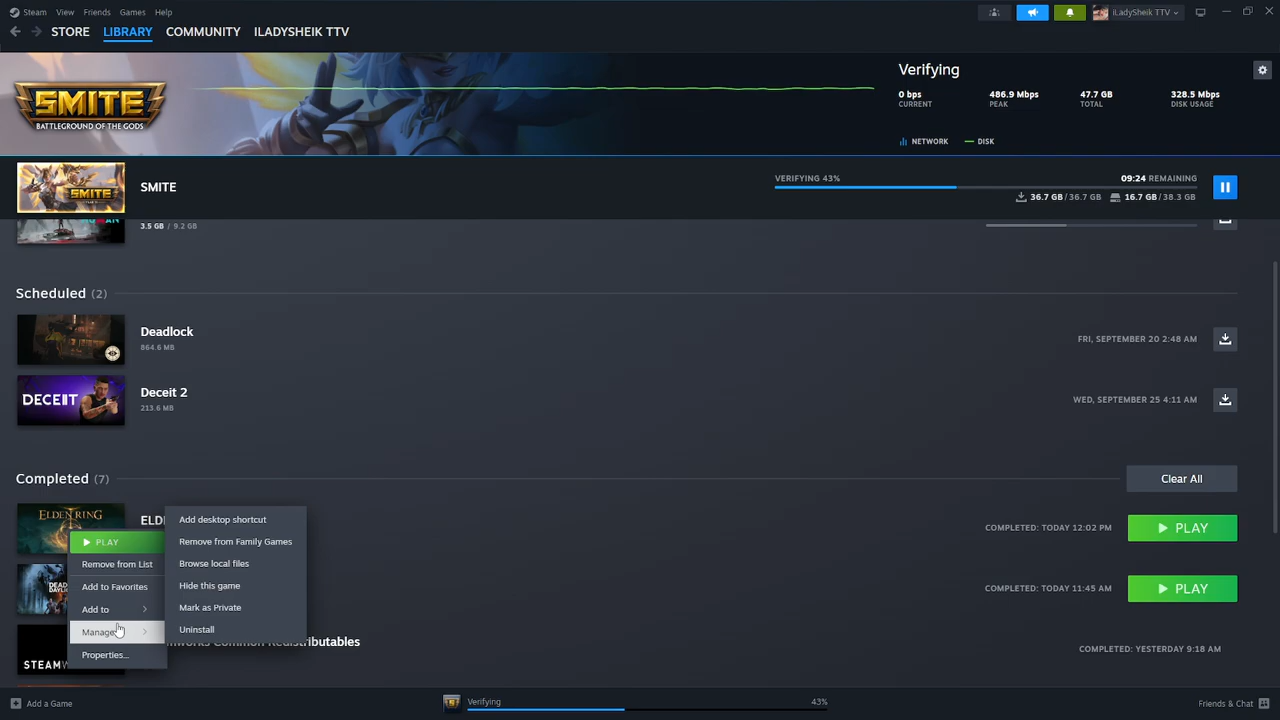 Steam View Friends Games Help
iLadySheik TTV
STORE LIBRARY COMMUNITY ILADYSHEIK TTV
SMITE
BATTLEGROUND OF THE GODS
Verifying
0 bps 486.9 Mbps 47.7 GB 328.5 Mbps
CURRENT PEAK TOTAL DISK USAGE
NETWORK DISK
SMITE
SMITE
VERIFYING 43% 09:24 REMAINING
36.7 GB/36.7 GB 16.7 GB/38.3 GB
3.5 GB / 9.2 GB
Scheduled (2)
Deadlock
864.6 MB
FRI, SEPTEMBER 20 2:48 AM
DECEIT
Deceit 2
213.6 MB
WED, SEPTEMBER 25 4:11 AM
Completed (7)
Clear All
ELDEN RING
ELD
COMPLETED: TODAY 12:02 PM
PLAY
DEAD
DAYLIG
COMPLETED: TODAY 11:45 AM
PLAY
STEAM
mworks Common Redistributables
COMPLETED: YESTERDAY 9:18 AM
PLAY
Remove from List
Add to Favorites
Add to
Manage
Properties...
Add desktop shortcut
Remove from Family Games
Browse local files
Hide this game
Mark as Private
Uninstall
Add a Game
Verifying 43%
Friends & Chat